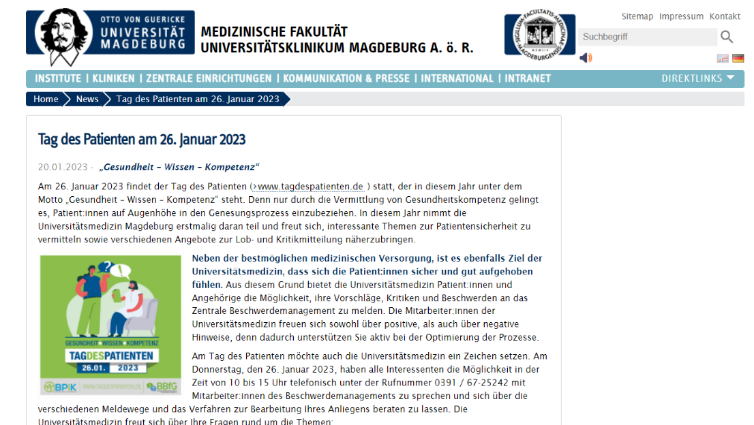 Sitemap Impressum Kontakt
OTTO VON GUERICKE
UNIVERSITÄT
MAGDEBURG
MEDIZINISCHE FAKULTÄT
UNIVERSITÄTSKLINIKUM MAGDEBURG A. ö. R.
Suchbegriff
INSTITUTE | KLINIKEN | ZENTRALE EINRICHTUNGEN | KOMMUNIKATION & PRESSE | INTERNATIONAL | INTRANET
DIREKTLINKS
Home News Tag des Patienten am 26. Januar 2023
Tag des Patienten am 26. Januar 2023
20.01.2023 - „Gesundheit – Wissen – Kompetenz“
Am 26. Januar 2023 findet der Tag des Patienten (›www.tagdespatienten.de ) statt, der in diesem Jahr unter dem
Motto „Gesundheit – Wissen – Kompetenz“ steht. Denn nur durch die Vermittlung von Gesundheitskompetenz gelingt
es, Patient:innen auf Augenhöhe in den Genesungsprozess einzubeziehen. In diesem Jahr nimmt die
Universitätsmedizin Magdeburg erstmalig daran teil und freut sich, interessante Themen zur Patientensicherheit zu
vermitteln sowie verschiedenen Angebote zur Lob- und Kritikmitteilung näherzubringen.
Neben der bestmöglichen medizinischen Versorgung, ist es ebenfalls Ziel der
Universitätsmedizin, dass sich die Patient:innen sicher und gut aufgehoben
fühlen. Aus diesem Grund bietet die Universitätsmedizin Patient:innen und
Angehörige die Möglichkeit, ihre Vorschläge, Kritiken und Beschwerden an das
Zentrale Beschwerdemanagement zu melden. Die Mitarbeiter:innen der
Universitätsmedizin freuen sich sowohl über positive, als auch über negative
Hinweise, denn dadurch unterstützen Sie aktiv bei der Optimierung der Prozesse.
GESUNDHEIT•WISSEN•KOMPETENZ
TAGDESPATIENTEN
26.01. 2023
BPiK
WWW.TAGDESPATIENTEN.DE
BBfG
Am Tag des Patienten möchte auch die Universitätsmedizin ein Zeichen setzen. Am
Donnerstag, den 26. Januar 2023, haben alle Interessenten die Möglichkeit in der
Zeit von 10 bis 15 Uhr telefonisch unter der Rufnummer 0391 / 67-25242 mit
Mitarbeiter:innen des Beschwerdemanagements zu sprechen und sich über die
verschiedenen Meldewege und das Verfahren zur Bearbeitung Ihres Anliegens beraten zu lassen. Die
Universitätsmedizin freut sich über Ihre Fragen rund um die Themen: